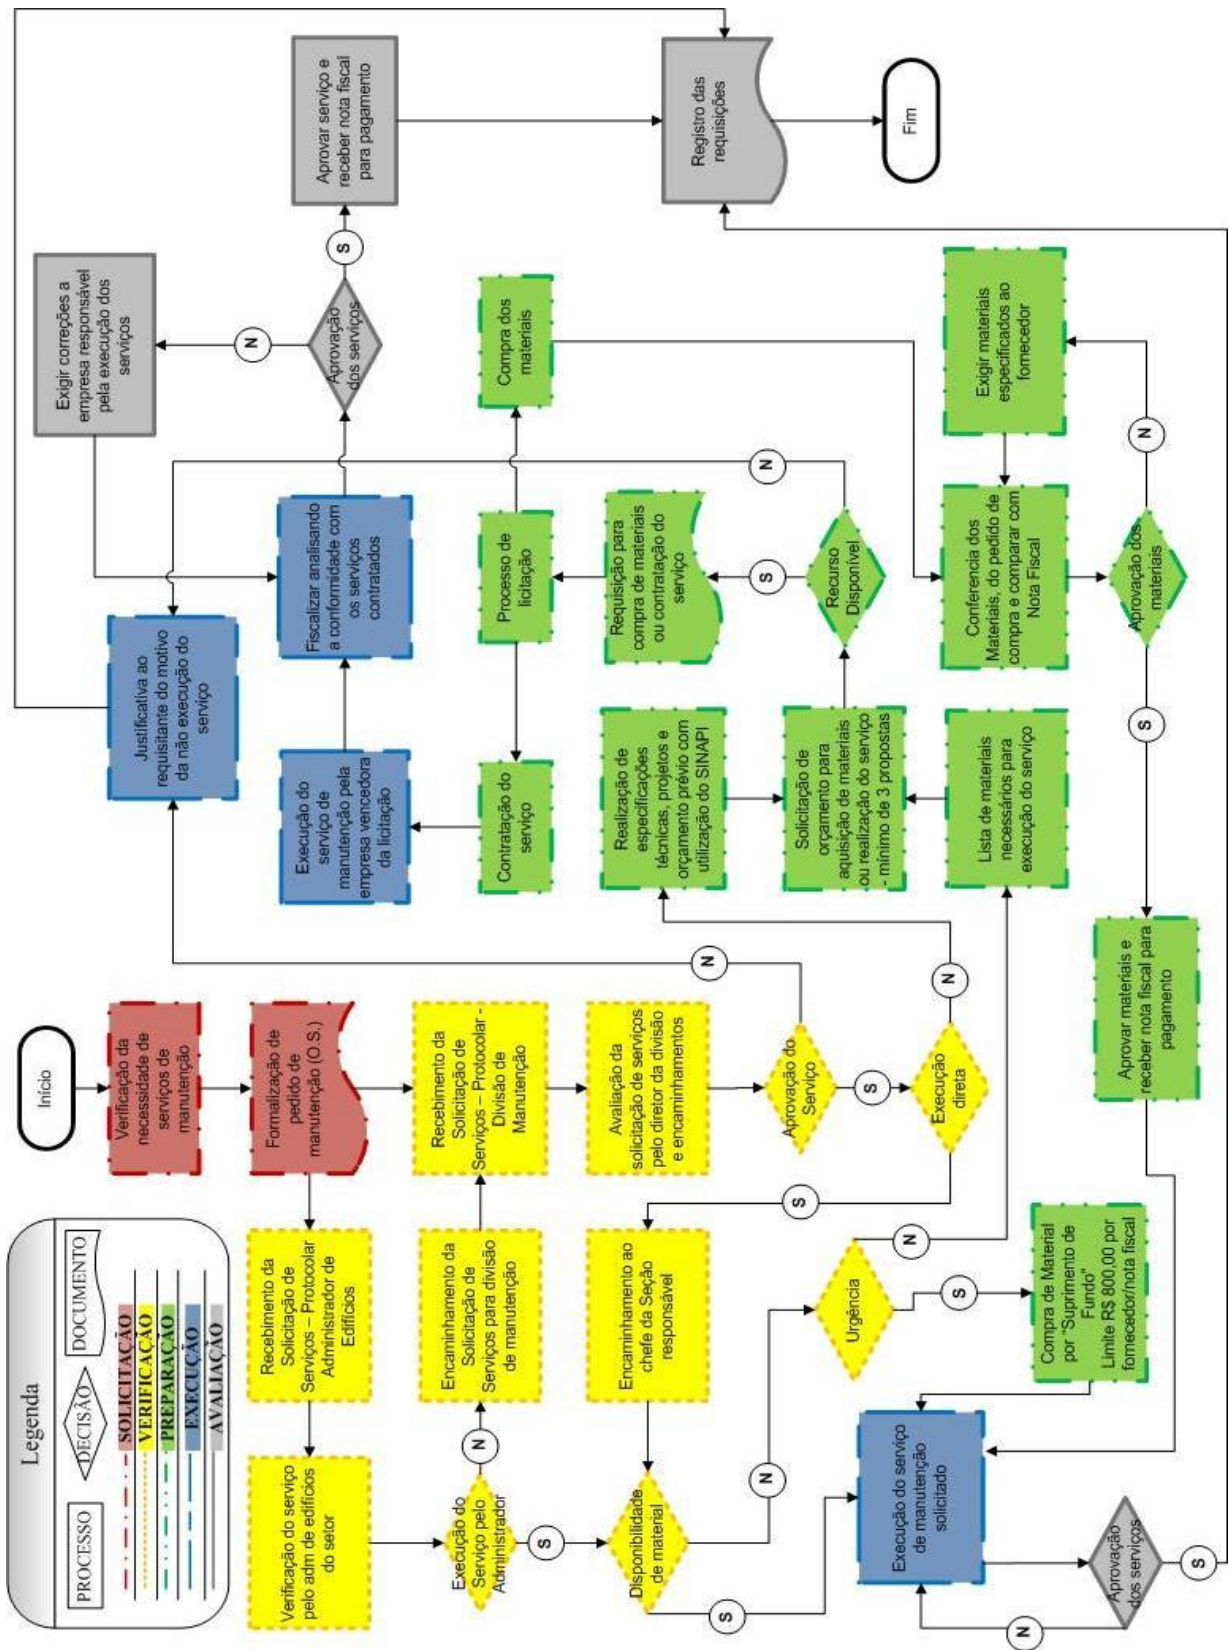 Legenda
PROCESSO
DECISÃO
DOCUMENTO
SOLICITAÇÃO
VERIFICAÇÃO
PREPARAÇÃO
EXECUÇÃO
AVALIAÇÃO
Início
Verificação da
necessidade de
serviços de
manutenção
Formalização de
pedido de
manutenção (O.S.)
Recebimento da
Solicitação de
Serviços – Protocolar
Administrador de
Edifícios
Verificação do serviço
pelo adm de edifícios
do setor
Execução do
Serviço pelo
Administrador
N
S
Encaminhamento da
Solicitação de
Serviços para divisão
de manutenção
Recebimento da
Solicitação de
Serviços – Protocolar -
Divisão de
Manutenção
Avaliação da
solicitação de serviços
pelo diretor da divisão
e encaminhamentos
Aprovação do
Serviço
N
S
Execução
direta
S
N
Encaminhamento ao
chefe da Seção
responsável
Disponibilidade
de material
S
N
Urgência
N
S
Compra de Material
por "Suprimento de
Fundo"
Limite R$ 800,00 por
fornecedor/nota fiscal
Execução do serviço
de manutenção
solicitado
Aprovação
dos serviços
N
S
Justificativa ao
requisitante do motivo
da não execução do
serviço
Execução do
serviço de
manutenção pela
empresa vencedora
da licitação
Fiscalizar analisando
a conformidade com
os serviços
contratados
Contratação do
serviço
Processo de
licitação
Compra dos
materiais
Realização de
especificações
técnicas, projetos e
orçamento prévio com
utilização do SINAPI
Requisição para
compra de materiais
ou contratação do
serviço
Solicitação de
orçamento para
aquisição de materiais
ou realização do serviço
- mínimo de 3 propostas
S
Recurso
Disponível
N
Lista de materiais
necessários para
execução do serviço
Conferencia dos
Materiais, do pedido de
compra e comparar com
Nota Fiscal
Exigir materiais
especificados ao
fornecedor
Aprovação dos
materiais
S
N
Aprovar materiais e
receber nota fiscal para
pagamento
Exigir correções a
empresa responsável
pela execução dos
serviços
N
Aprovação
dos serviços
S
Aprovar serviço e
receber nota fiscal
para pagamento
Registro das
requisições
Fim